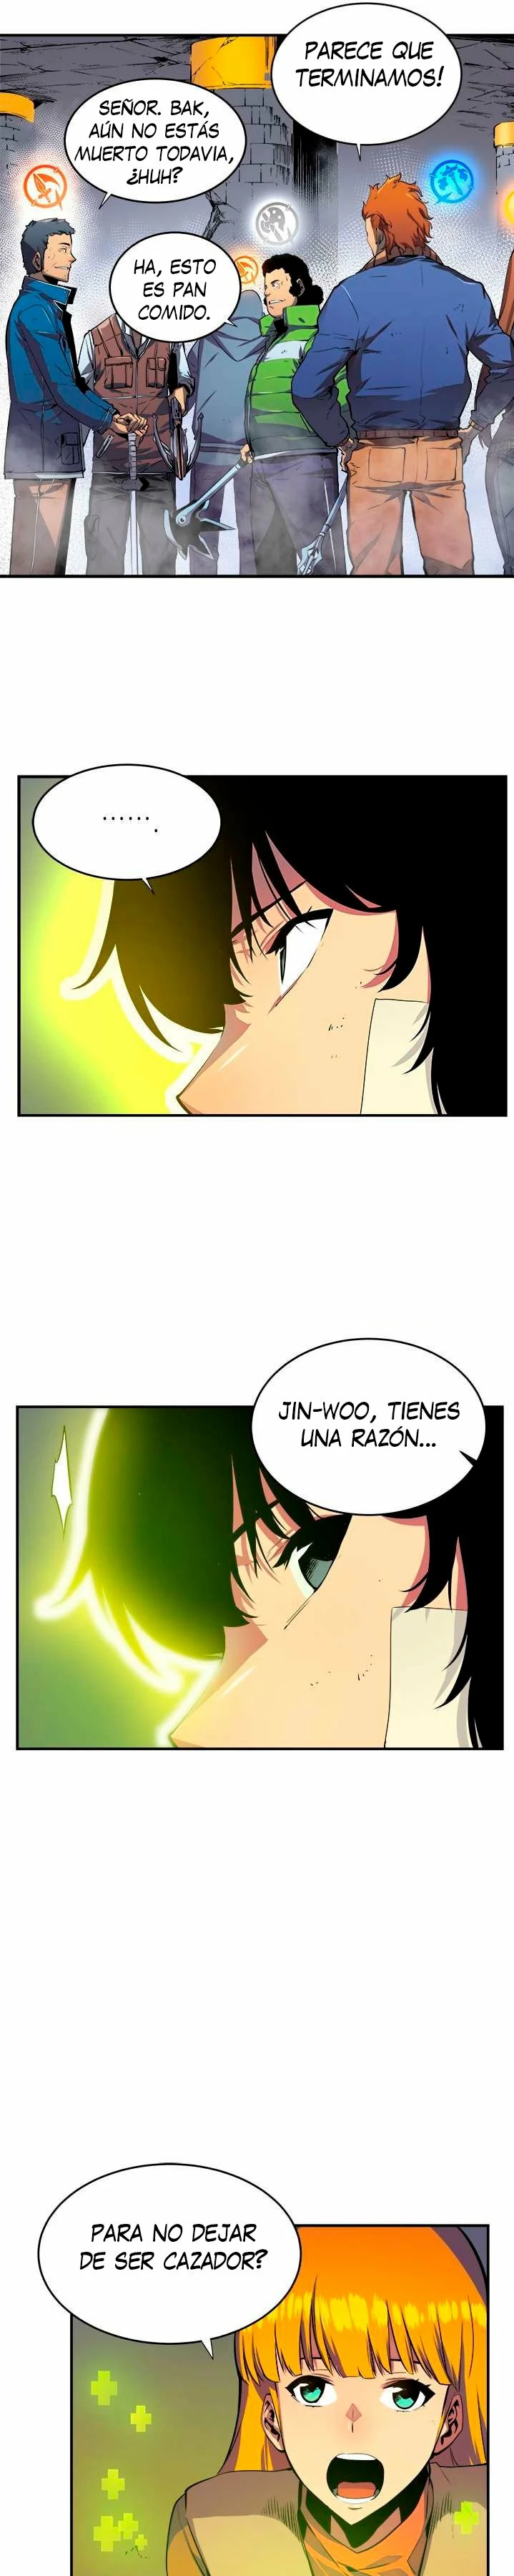 PARECE QUE
TERMINAMOS!
SEÑOR. BAK,
AÚN NO ESTÁS
MUERTO TODAVIA,
¿HUH?
HA, ESTO
ES PAN
COMIDO.
.......
JIN-WOO, TIENES
UNA RAZÓN...
PARA NO DEJAR
DE SER CAZADOR?